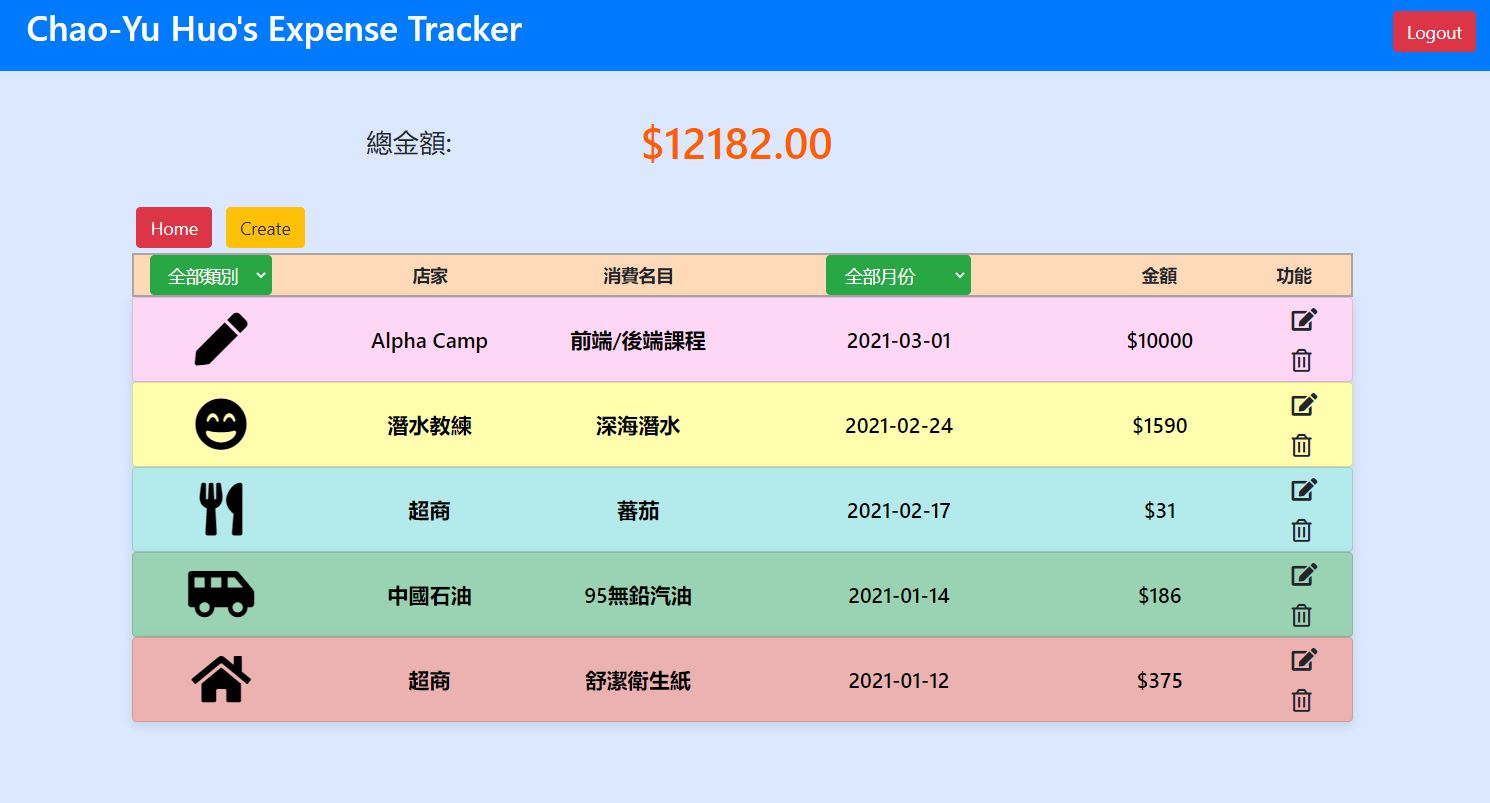 Chao-Yu Huo's Expense Tracker Logout
總金額: $12182.00
Home Create
全部類別 店家 消費名目 全部月份 金額 功能
Alpha Camp 前端/後端課程 2021-03-01 $10000
潛水教練 深海潛水 2021-02-24 $1590
超商 蕃茄 2021-02-17 $31
中國石油 95無鉛汽油 2021-01-14 $186
超商 舒潔衛生紙 2021-01-12 $375